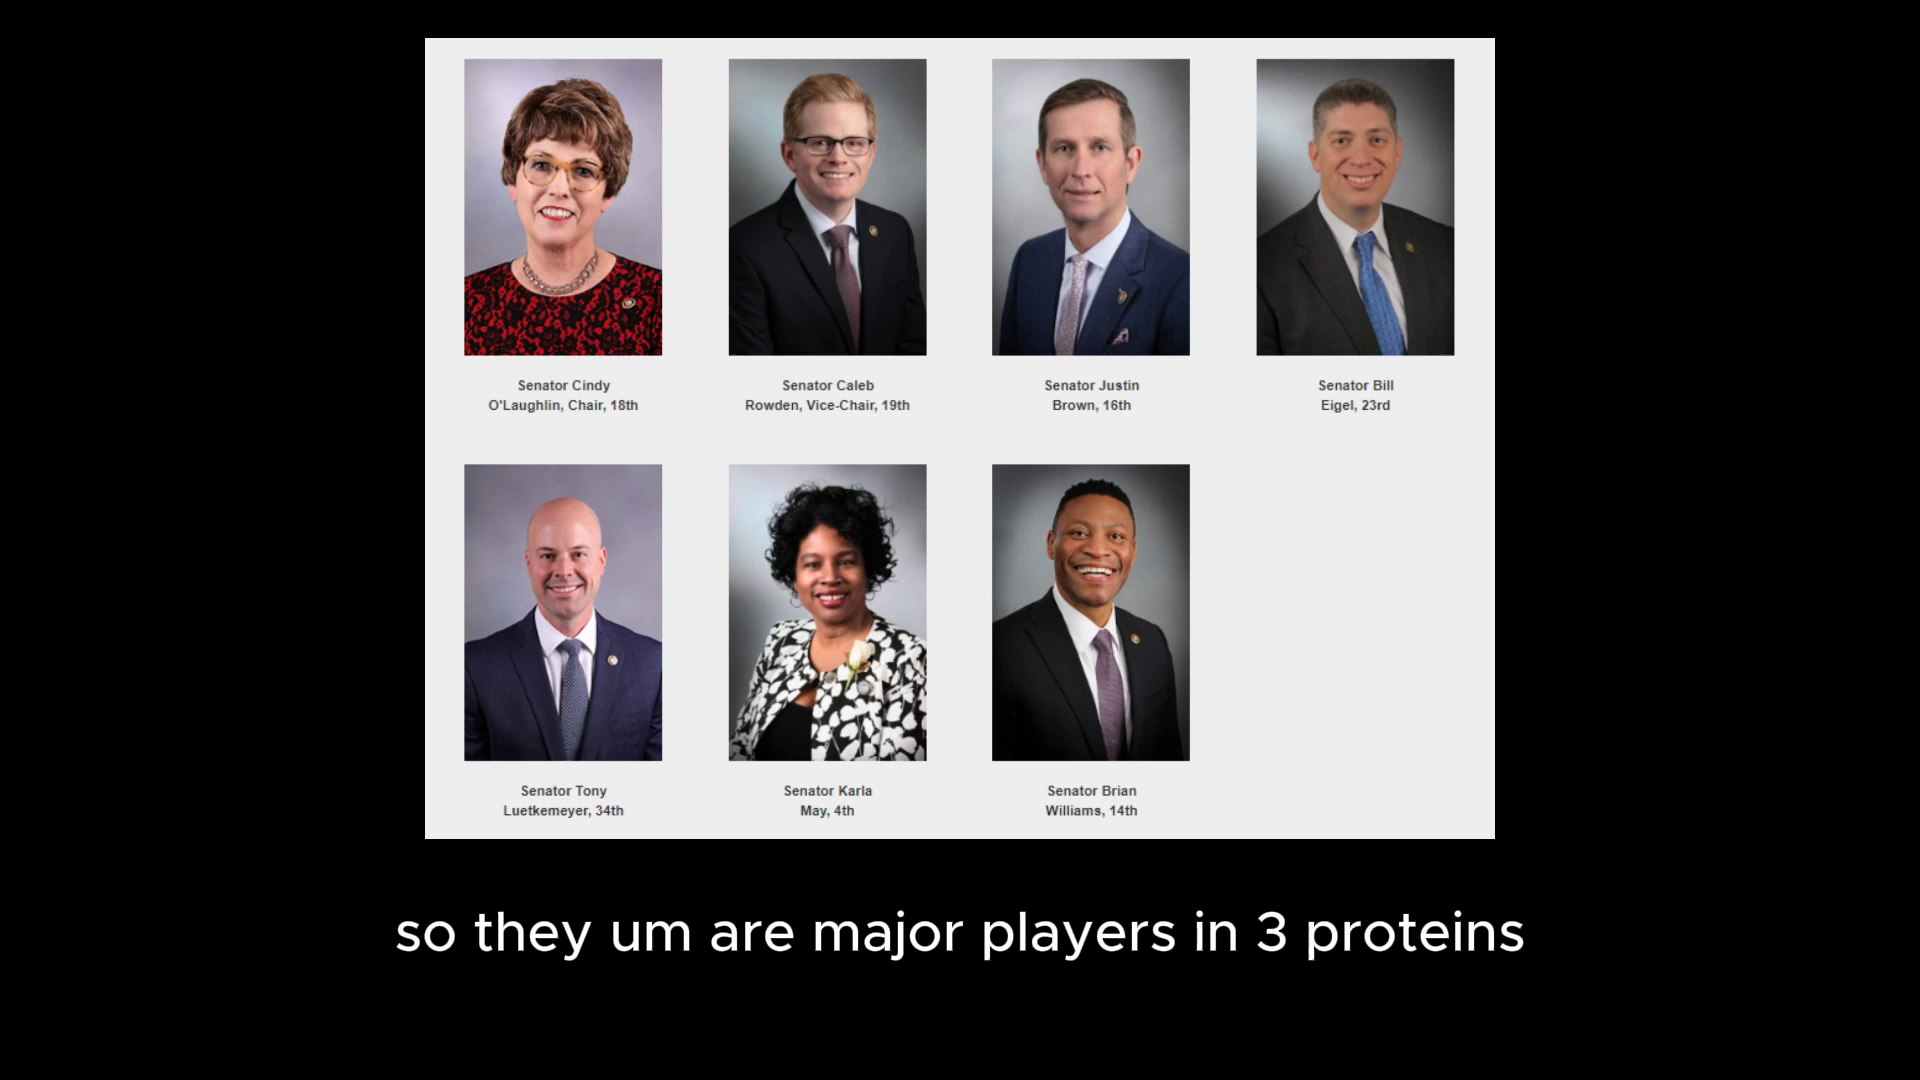 Senator Cindy
O'Laughlin, Chair, 18th
Senator Caleb
Rowden, Vice-Chair, 19th
Senator Justin
Brown, 16th
Senator Bill
Eigel, 23rd
Senator Tony
Luetkemeyer, 34th
Senator Karla
May, 4th
Senator Brian
Williams, 14th
so they um are major players in 3 proteins